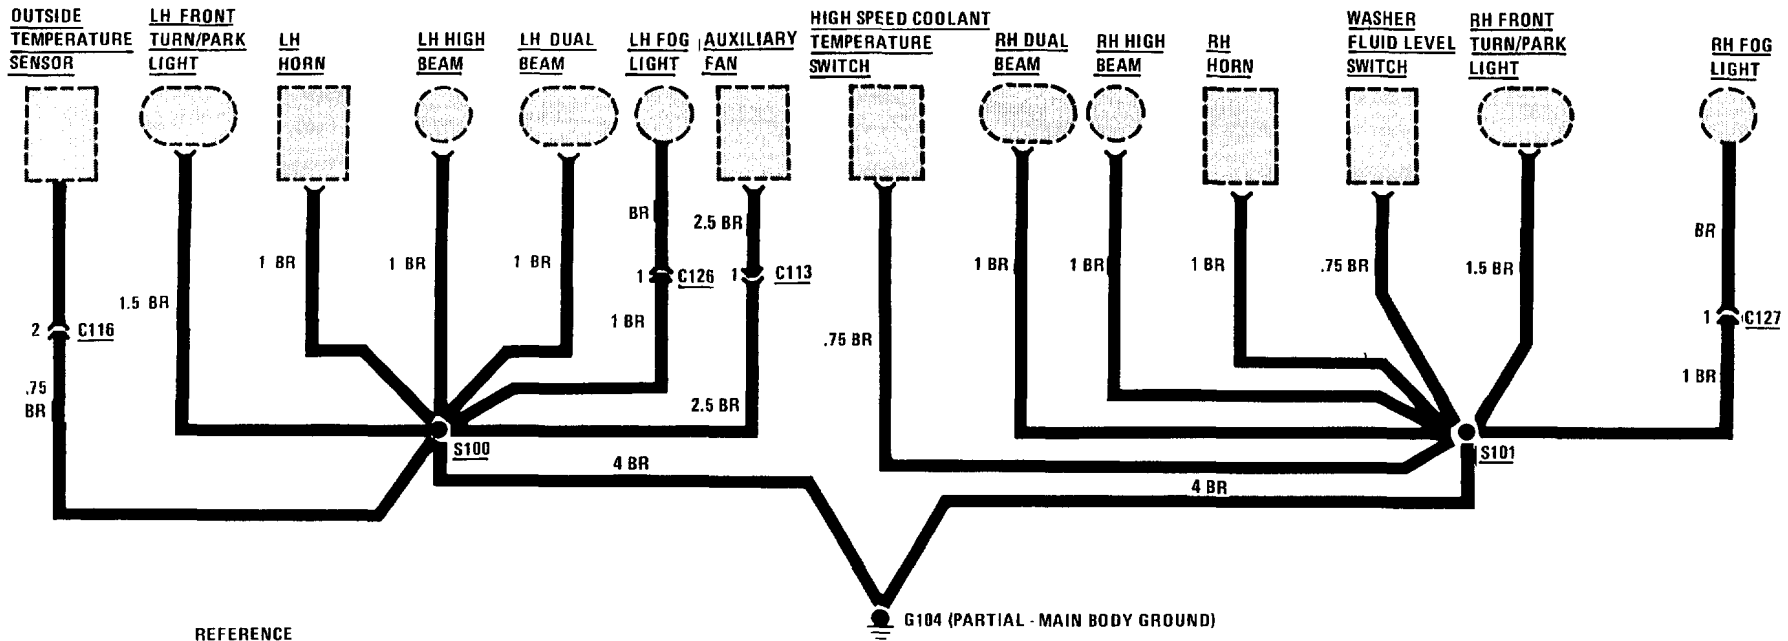 OUTSIDE
TEMPERATURE
SENSOR
LH FRONT
TURN/PARK
LIGHT
LH
HORN
LH HIGH
BEAM
LH DUAL
BEAM
LH FOG
LIGHT
AUXILIARY
FAN
HIGH SPEED COOLANT
TEMPERATURE
SWITCH
RH DUAL
BEAM
RH HIGH
BEAM
RH
HORN
WASHER
FLUID LEVEL
SWITCH
RH FRONT
TURN/PARK
LIGHT
RH FOG
LIGHT
2 C116
.75
BR
1.5 BR
1 BR
1 BR
1 BR
BR
1 C126
1 BR
2.5 BR
1 C113
2.5 BR
.75 BR
1 BR
1 BR
1 BR
.75 BR
1.5 BR
BR
1 C127
1 BR
S100
4 BR
S101
4 BR
G104 (PARTIAL - MAIN BODY GROUND)
REFERENCE